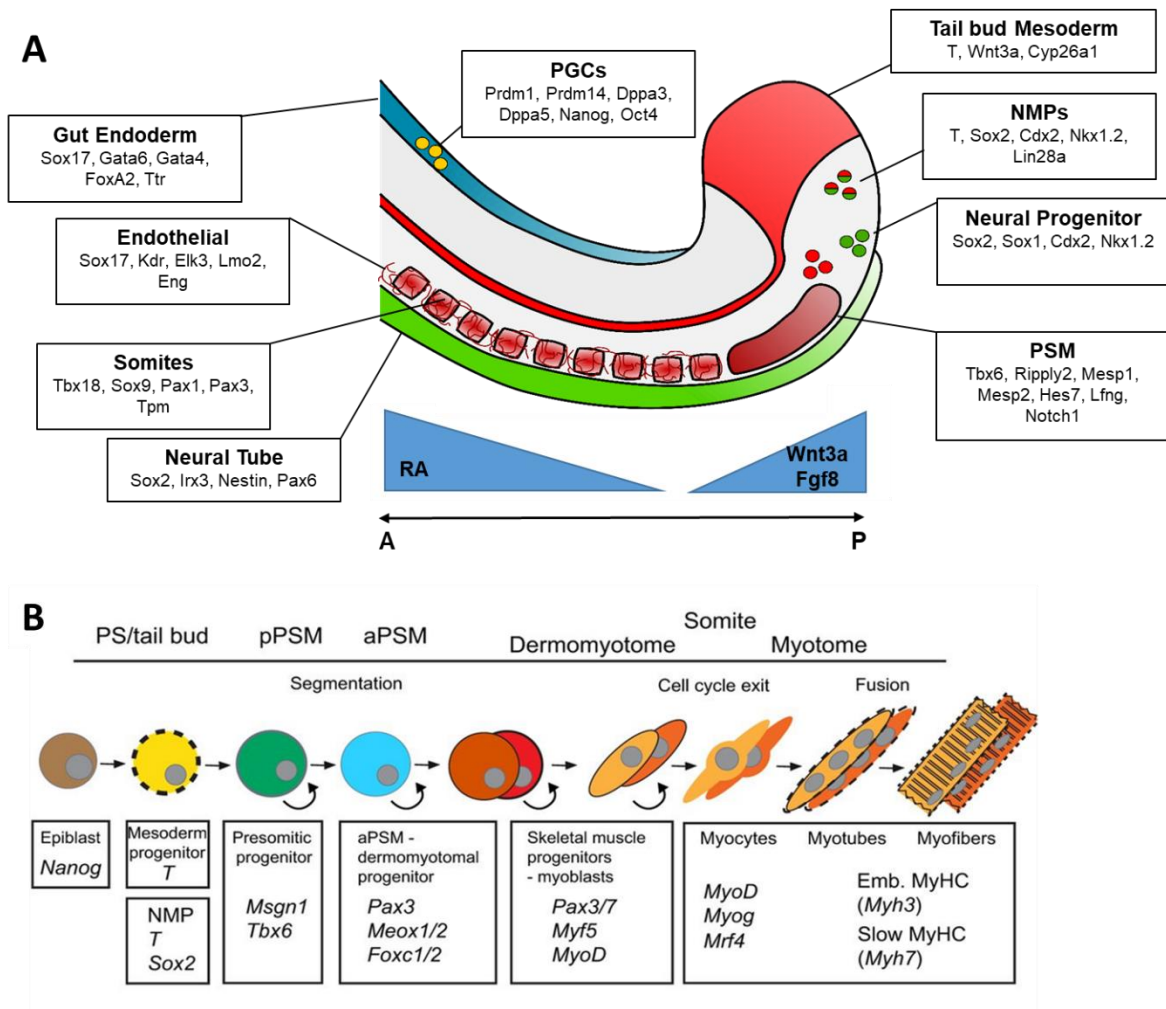 A
Tail bud Mesoderm
T, Wnt3a, Cyp26a1
PGCs
Prdm1, Prdm14, Dppa3,
Dppa5, Nanog, Oct4
Gut Endoderm
Sox17, Gata6, Gata4,
FoxA2, Ttr
NMPs
T, Sox2, Cdx2, Nkx1.2,
Lin28a
Endothelial
Sox17, Kdr, Elk3, Lmo2,
Eng
Neural Progenitor
Sox2, Sox1, Cdx2, Nkx1.2
Somites
Tbx18, Sox9, Pax1, Pax3,
Tpm
PSM
Tbx6, Ripply2, Mesp1,
Mesp2, Hes7, Lfng,
Notch1
Neural Tube
Sox2, Irx3, Nestin, Pax6
RA
Wnt3a
Fgf8
A
P
B
PS/tail bud
pPSM
aPSM
Somite
Dermomyotome
Myotome
Segmentation
Cell cycle exit
Fusion
Epiblast
Nanog
Mesoderm
progenitor
T
NMP
T
Sox2
Presomitic
progenitor
Msgn1
Tbx6
aPSM -
dermomyotomal
progenitor
Pax3
Meox1/2
Foxc1/2
Skeletal muscle
progenitors
- myoblasts
Pax3/7
Myf5
MyoD
Myocytes
Myotubes
Myofibers
MyoD
Myog
Mrf4
Emb. MyHC
(Myh3)
Slow MyHC
(Myh7)